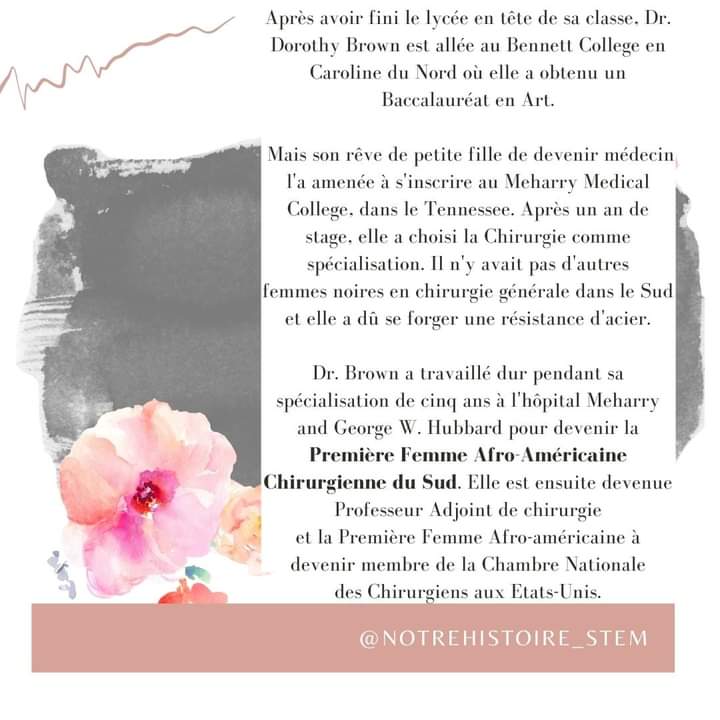 Après avoir fini le lycée en tête de sa classe, Dr.
Dorothy Brown est allée au Bennett College en
Caroline du Nord où elle a obtenu un
Baccalauréat en Art.
Mais son rêve de petite fille de devenir médecin
l'a amenée à s'inscrire au Meharry Medical
College, dans le Tennessee. Après un an de
stage, elle a choisi la Chirurgie comme
spécialisation. Il n'y avait pas d'autres
femmes noires en chirurgie générale dans le Sud
et elle a dû se forger une résistance d'acier.
Dr. Brown a travaillé dur pendant sa
spécialisation de cinq ans à l'hôpital Meharry
and George W. Hubbard pour devenir la
Première Femme Afro-Américaine
Chirurgienne du Sud. Elle est ensuite devenue
Professeur Adjoint de chirurgie
et la Première Femme Afro-américaine à
devenir membre de la Chambre Nationale
des Chirurgiens aux Etats-Unis.
@NOTREHISTOIRE_STEM